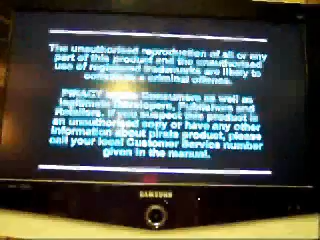 The unauthorised reproduction of all or any
part of this product and the unauthorised
use of registered trademarks are likely to
constitute a criminal offence.
PIRACY harms Consumers as well as
legitimate Developers, Publishers and
Retailers. If you suspect this product is
an unauthorised copy or have any other
information about pirate product, please
call your local Customer Service number
given in the manual.
SAMSUNG